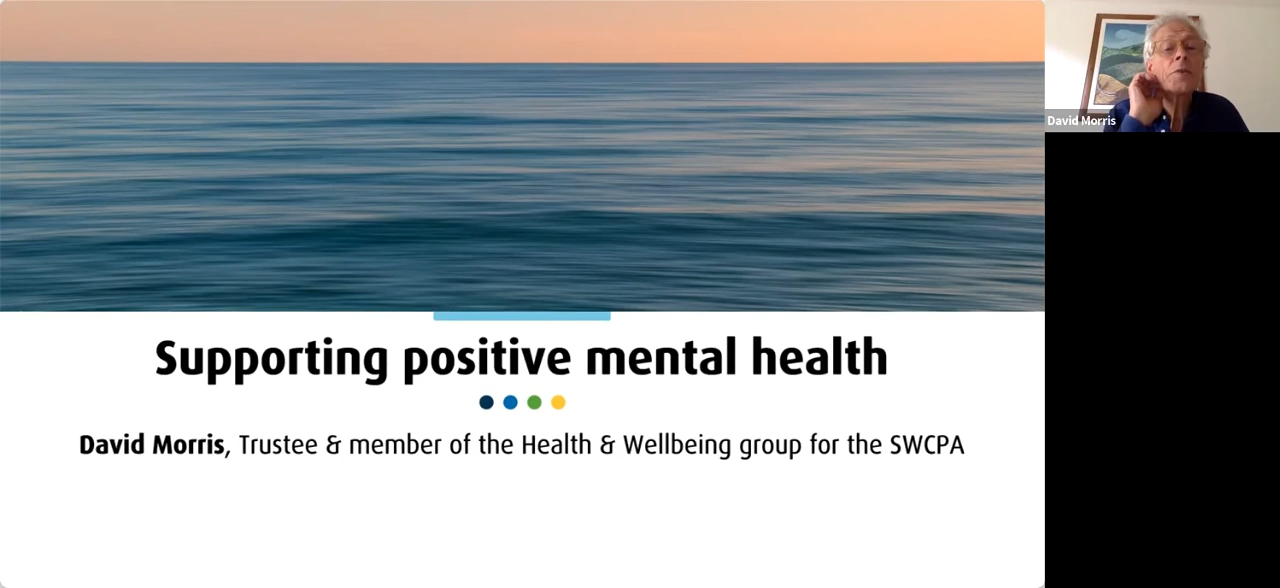 David Morris
Supporting positive mental health
David Morris, Trustee & member of the Health & Wellbeing group for the SWCPA